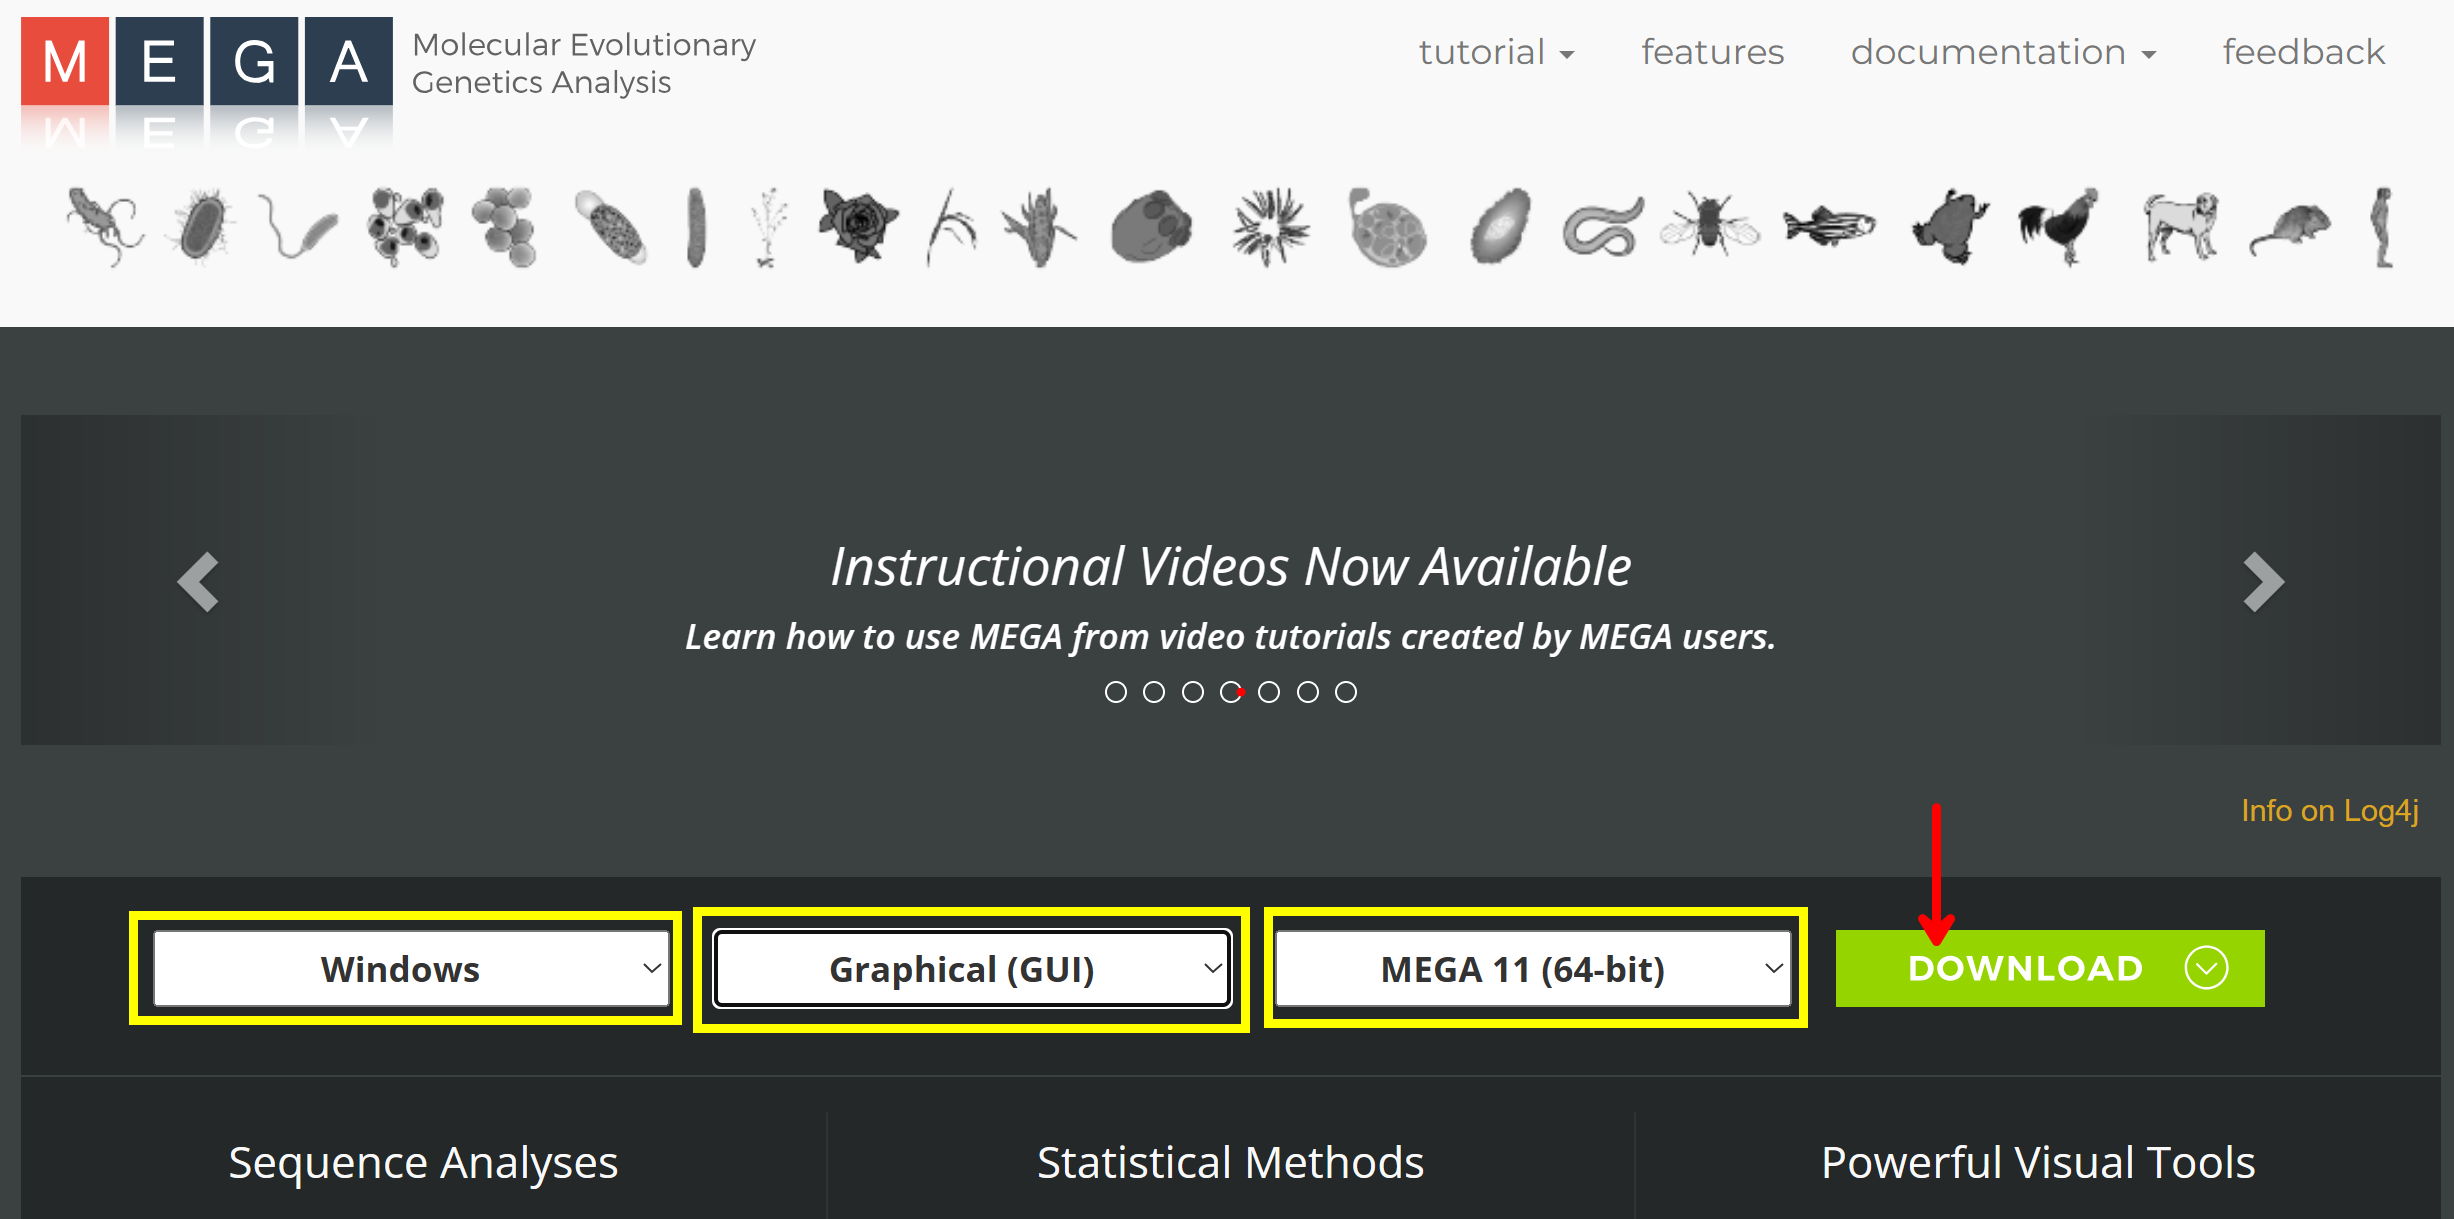 M E G A
Molecular Evolutionary
Genetics Analysis
tutorial
features
documentation
feedback
Instructional Videos Now Available
Learn how to use MEGA from video tutorials created by MEGA users.
Info on Log4j
Windows
Graphical (GUI)
MEGA 11 (64-bit)
DOWNLOAD
Sequence Analyses
Statistical Methods
Powerful Visual Tools